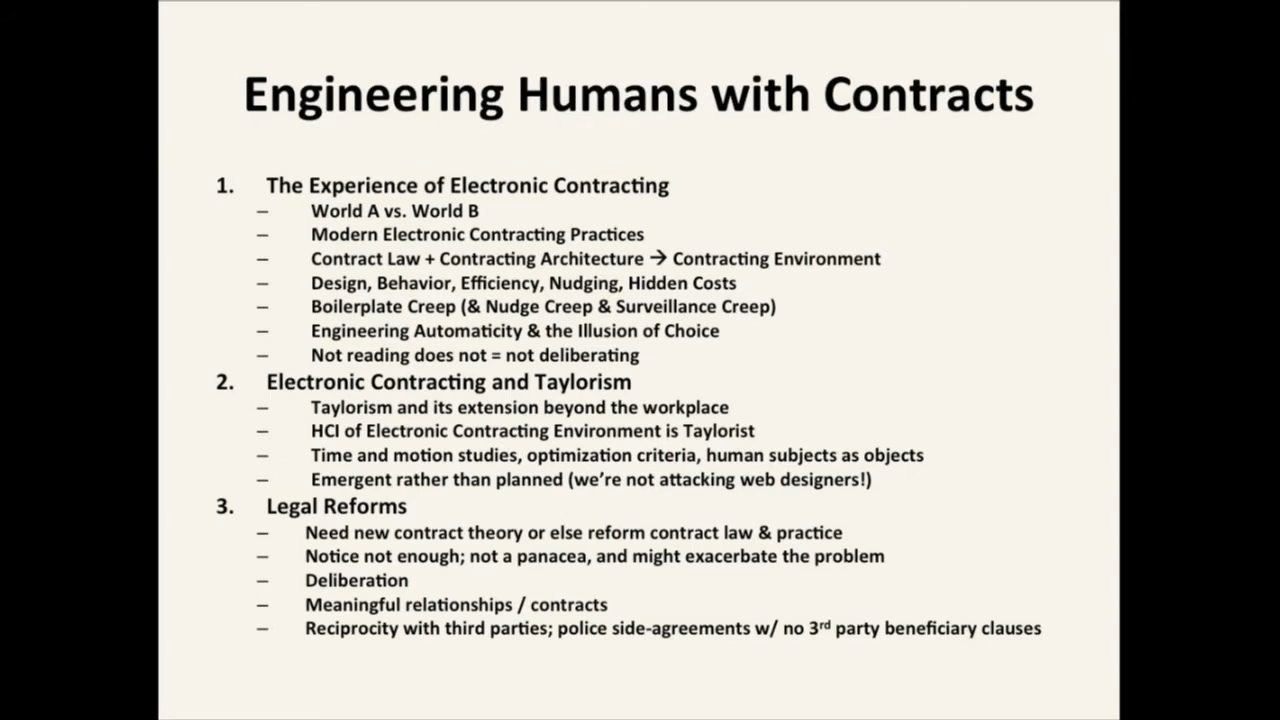 Engineering Humans with Contracts
1. The Experience of Electronic Contracting
– World A vs. World B
– Modern Electronic Contracting Practices
– Contract Law + Contracting Architecture → Contracting Environment
– Design, Behavior, Efficiency, Nudging, Hidden Costs
– Boilerplate Creep (& Nudge Creep & Surveillance Creep)
– Engineering Automaticity & the Illusion of Choice
– Not reading does not = not deliberating
2. Electronic Contracting and Taylorism
– Taylorism and its extension beyond the workplace
– HCI of Electronic Contracting Environment is Taylorist
– Time and motion studies, optimization criteria, human subjects as objects
– Emergent rather than planned (we’re not attacking web designers!)
3. Legal Reforms
– Need new contract theory or else reform contract law & practice
– Notice not enough; not a panacea, and might exacerbate the problem
– Deliberation
– Meaningful relationships / contracts
– Reciprocity with third parties; police side-agreements w/ no 3rd party beneficiary clauses